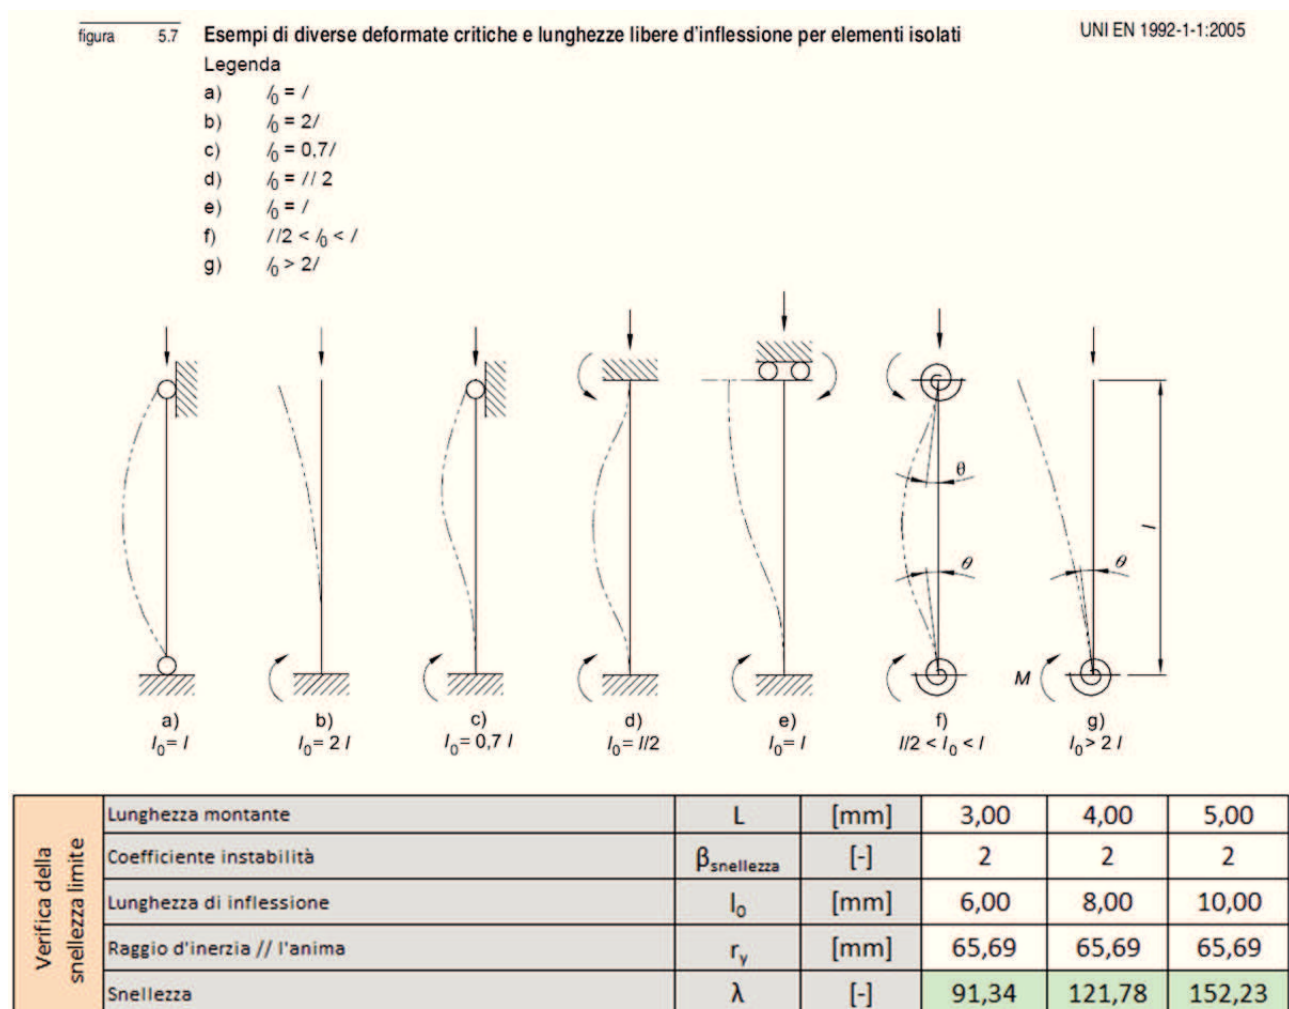 figura 5.7 Esempi di diverse deformate critiche e lunghezze libere d'inflessione per elementi isolati UNI EN 1992-1-1:2005
Legenda
a) l₀ = l
b) l₀ = 2l
c) l₀ = 0,7l
d) l₀ = l/ 2
e) l₀ = l
f) l/2 < l₀ < l
g) l₀ > 2l
θ
θ
θ
l
M
a) b) c) d) e) f) g)
l₀= l l₀= 2 l l₀= 0,7 l l₀= l/2 l₀= l l/2 < l₀ < l l₀> 2 l
Verifica della snellezza limite
Lunghezza montante L [mm] 3,00 4,00 5,00
Coefficiente instabilità βsnellezza [-] 2 2 2
Lunghezza di inflessione l₀ [mm] 6,00 8,00 10,00
Raggio d'inerzia // l'anima rᵧ [mm] 65,69 65,69 65,69
Snellezza λ [-] 91,34 121,78 152,23